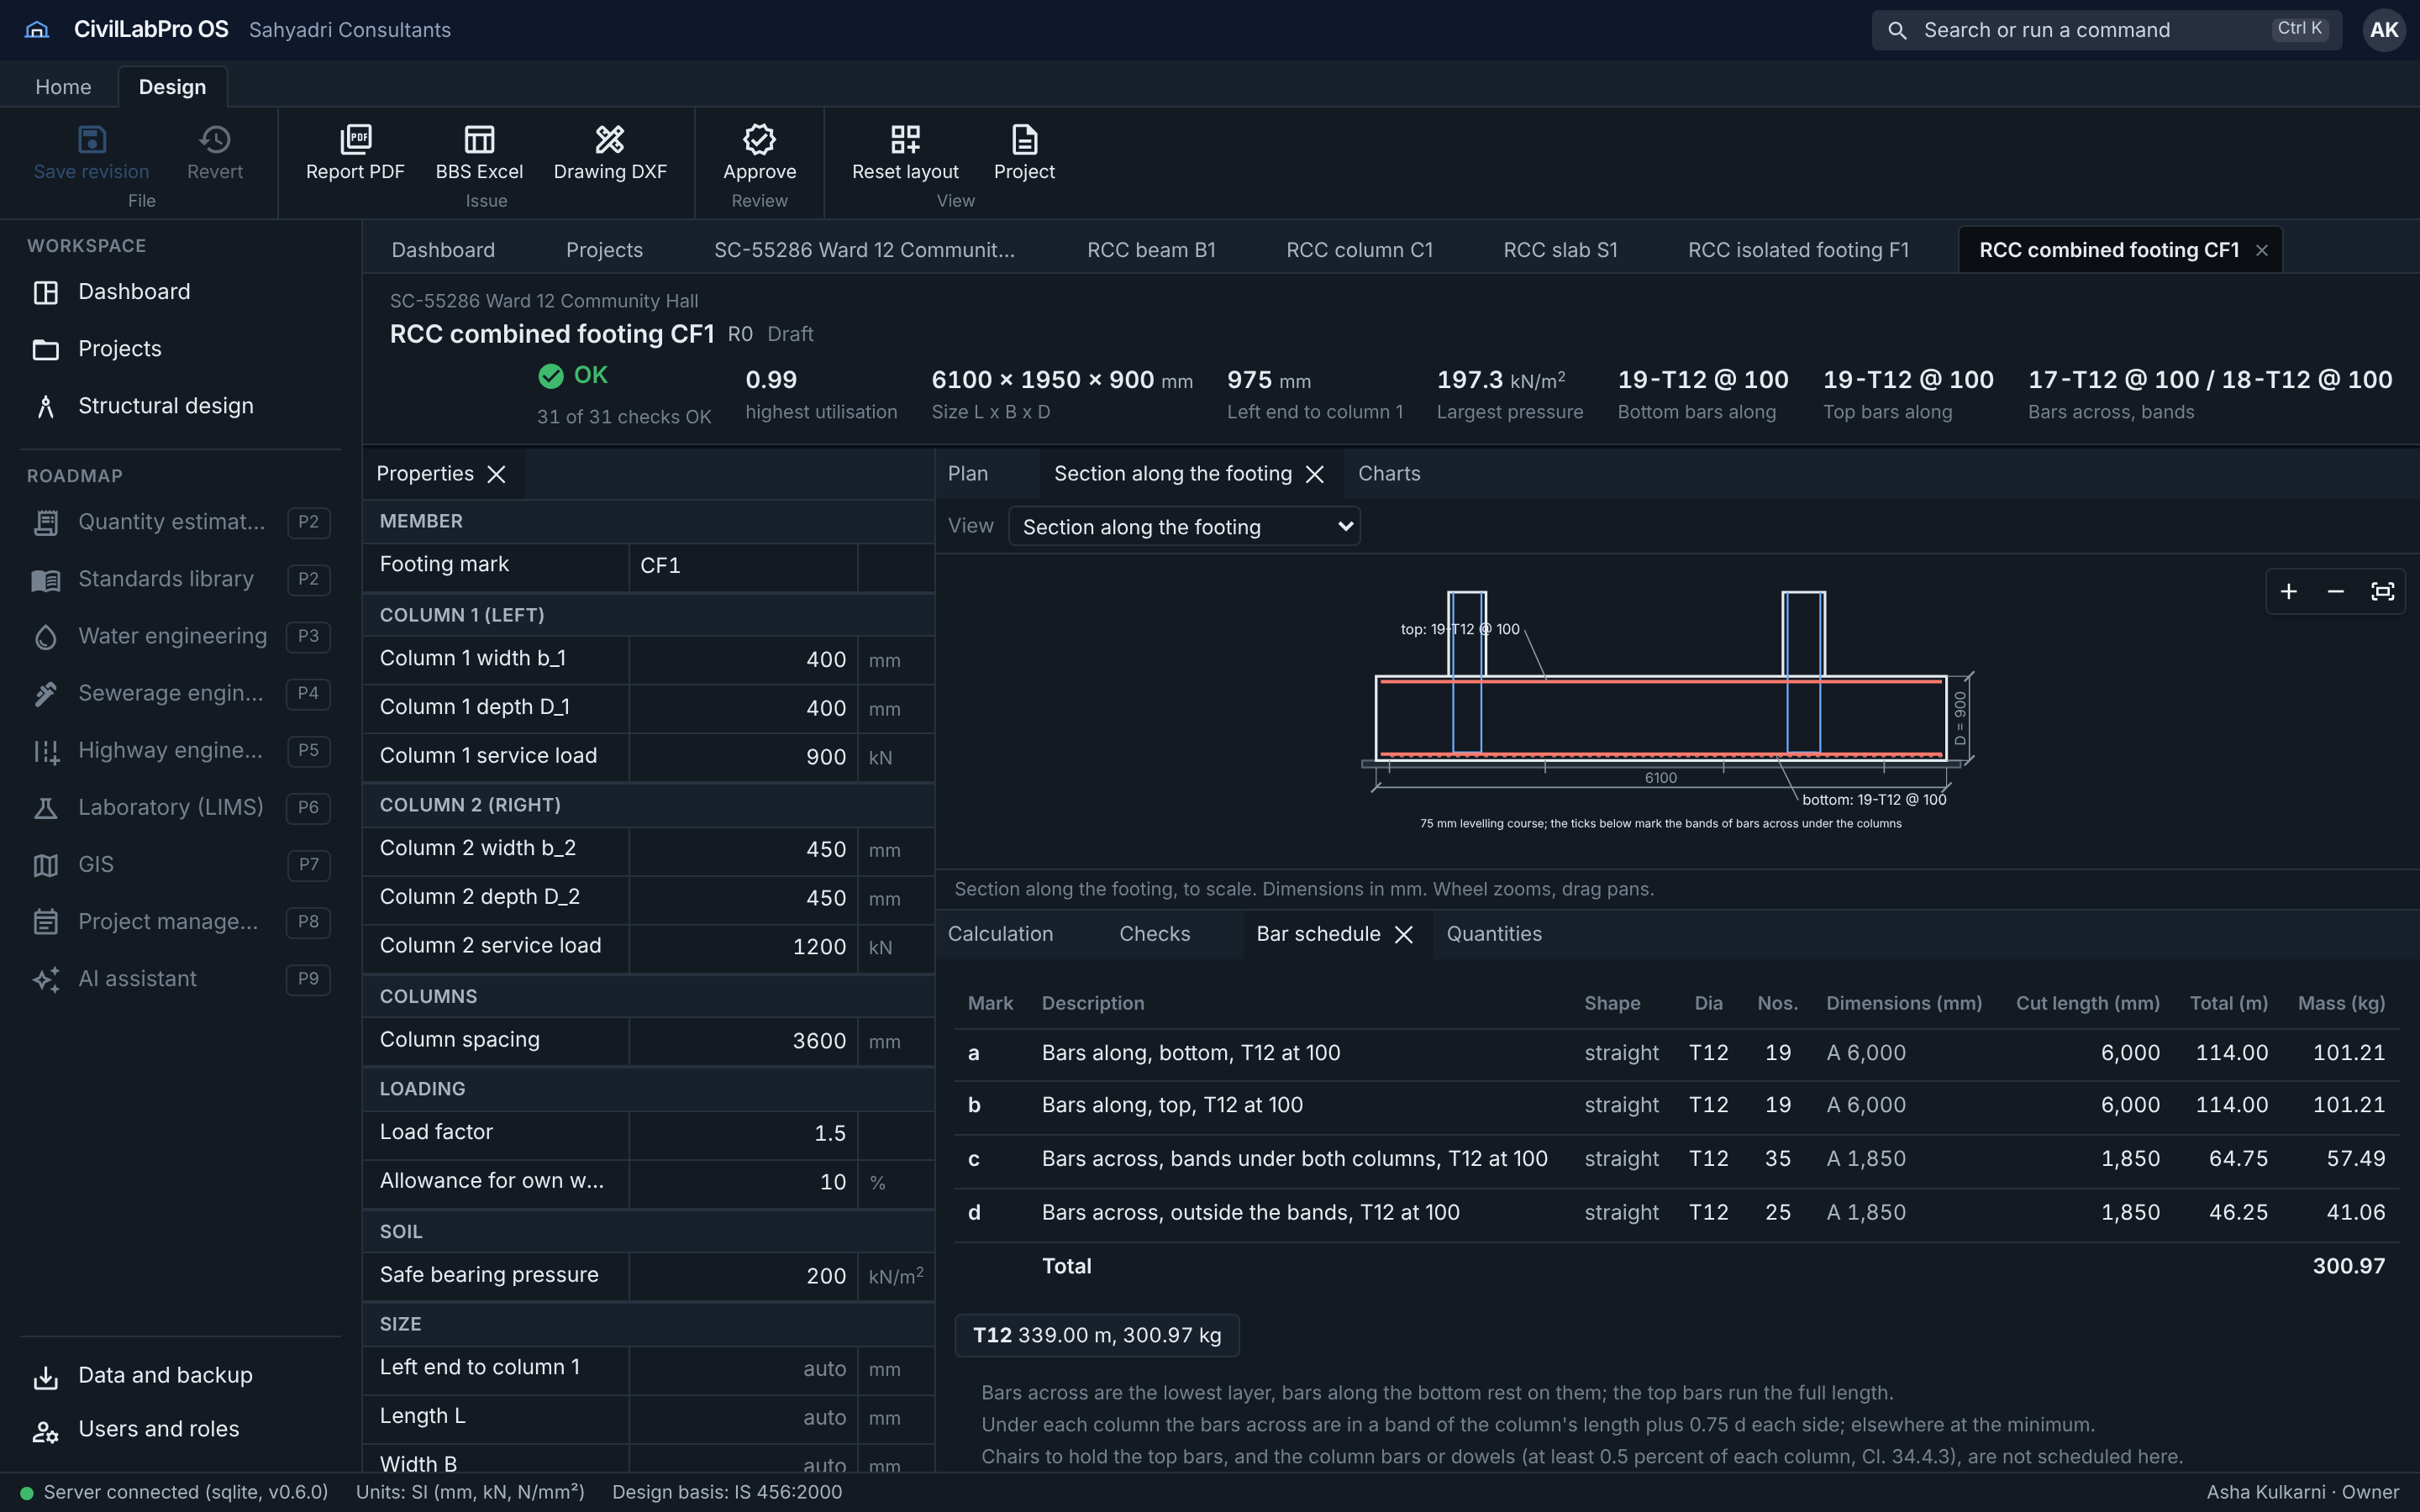 CivilLabPro OS Sahyadri Consultants Search or run a command Ctrl K AK
Home Design
Save revision Revert Report PDF BBS Excel Drawing DXF Approve Reset layout Project
File Issue Review View
WORKSPACE
Dashboard
Projects
Structural design
ROADMAP
Quantity estimat... P2
Standards library P2
Water engineering P3
Sewerage engin... P4
Highway engine... P5
Laboratory (LIMS) P6
GIS P7
Project manage... P8
AI assistant P9
Data and backup
Users and roles
Dashboard Projects SC-55286 Ward 12 Communit... RCC beam B1 RCC column C1 RCC slab S1 RCC isolated footing F1 RCC combined footing CF1
SC-55286 Ward 12 Community Hall
RCC combined footing CF1 R0 Draft
OK 0.99 6100 × 1950 × 900 mm 975 mm 197.3 kN/m² 19-T12 @ 100 19-T12 @ 100 17-T12 @ 100 / 18-T12 @ 100
31 of 31 checks OK highest utilisation Size L x B x D Left end to column 1 Largest pressure Bottom bars along Top bars along Bars across, bands
Properties
MEMBER
Footing mark CF1
COLUMN 1 (LEFT)
Column 1 width b_1 400 mm
Column 1 depth D_1 400 mm
Column 1 service load 900 kN
COLUMN 2 (RIGHT)
Column 2 width b_2 450 mm
Column 2 depth D_2 450 mm
Column 2 service load 1200 kN
COLUMNS
Column spacing 3600 mm
LOADING
Load factor 1.5
Allowance for own w... 10 %
SOIL
Safe bearing pressure 200 kN/m²
SIZE
Left end to column 1 auto mm
Length L auto mm
Width B auto mm
Plan Section along the footing Charts
View Section along the footing
top: 19-T12 @ 100
D = 900
6100
bottom: 19-T12 @ 100
75 mm levelling course; the ticks below mark the bands of bars across under the columns
Section along the footing, to scale. Dimensions in mm. Wheel zooms, drag pans.
Calculation Checks Bar schedule Quantities
Mark Description Shape Dia Nos. Dimensions (mm) Cut length (mm) Total (m) Mass (kg)
a Bars along, bottom, T12 at 100 straight T12 19 A 6,000 6,000 114.00 101.21
b Bars along, top, T12 at 100 straight T12 19 A 6,000 6,000 114.00 101.21
c Bars across, bands under both columns, T12 at 100 straight T12 35 A 1,850 1,850 64.75 57.49
d Bars across, outside the bands, T12 at 100 straight T12 25 A 1,850 1,850 46.25 41.06
Total 300.97
T12 339.00 m, 300.97 kg
Bars across are the lowest layer, bars along the bottom rest on them; the top bars run the full length.
Under each column the bars across are in a band of the column's length plus 0.75 d each side; elsewhere at the minimum.
Chairs to hold the top bars, and the column bars or dowels (at least 0.5 percent of each column, Cl. 34.4.3), are not scheduled here.
Server connected (sqlite, v0.6.0) Units: SI (mm, kN, N/mm²) Design basis: IS 456:2000 Asha Kulkarni · Owner